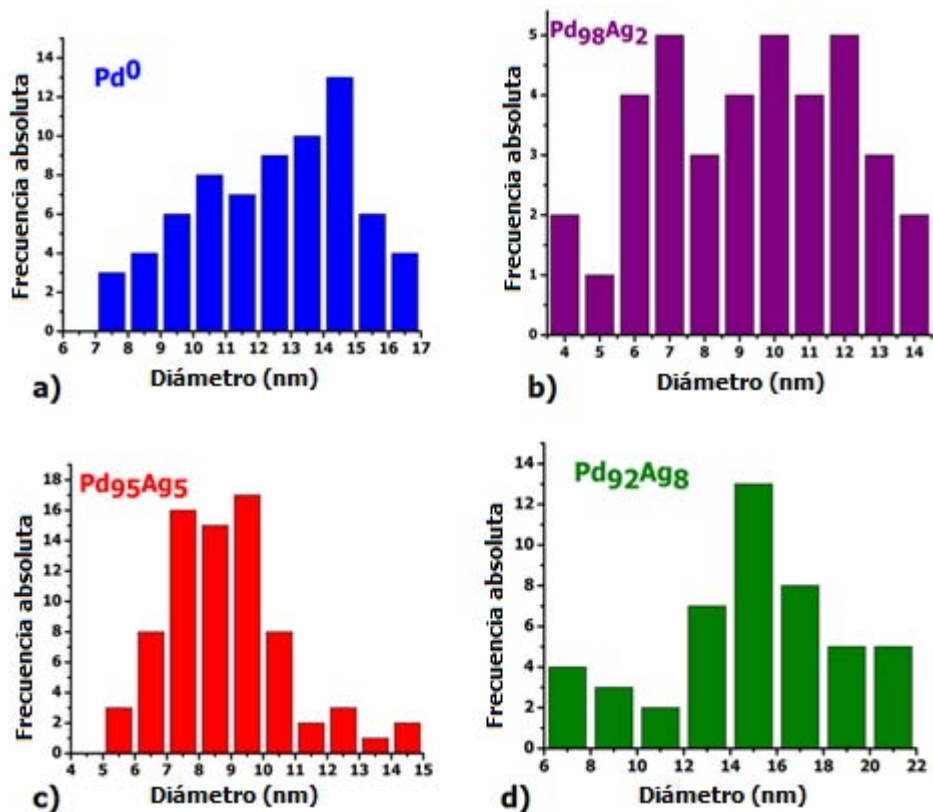 Pd0
Frecuencia absoluta
14
12
10
8
6
4
2
0
6 7 8 9 10 11 12 13 14 15 16 17
Diámetro (nm)
a)
Pd98Ag2
Frecuencia absoluta
5
4
3
2
1
0
4 5 6 7 8 9 10 11 12 13 14
Diámetro (nm)
b)
Pd95Ag5
Frecuencia absoluta
18
16
14
12
10
8
6
4
2
0
4 5 6 7 8 9 10 11 12 13 14 15
Diámetro (nm)
c)
Pd92Ag8
Frecuencia absoluta
14
12
10
8
6
4
2
0
6 8 10 12 14 16 18 20 22
Diámetro (nm)
d)